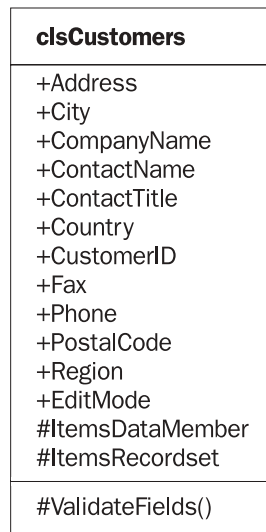 clsCustomers
+Address
+City
+CompanyName
+ContactName
+ContactTitle
+Country
+CustomerID
+Fax
+Phone
+PostalCode
+Region
+EditMode
#ItemsDataMember
#ItemsRecordset
#ValidateFields()